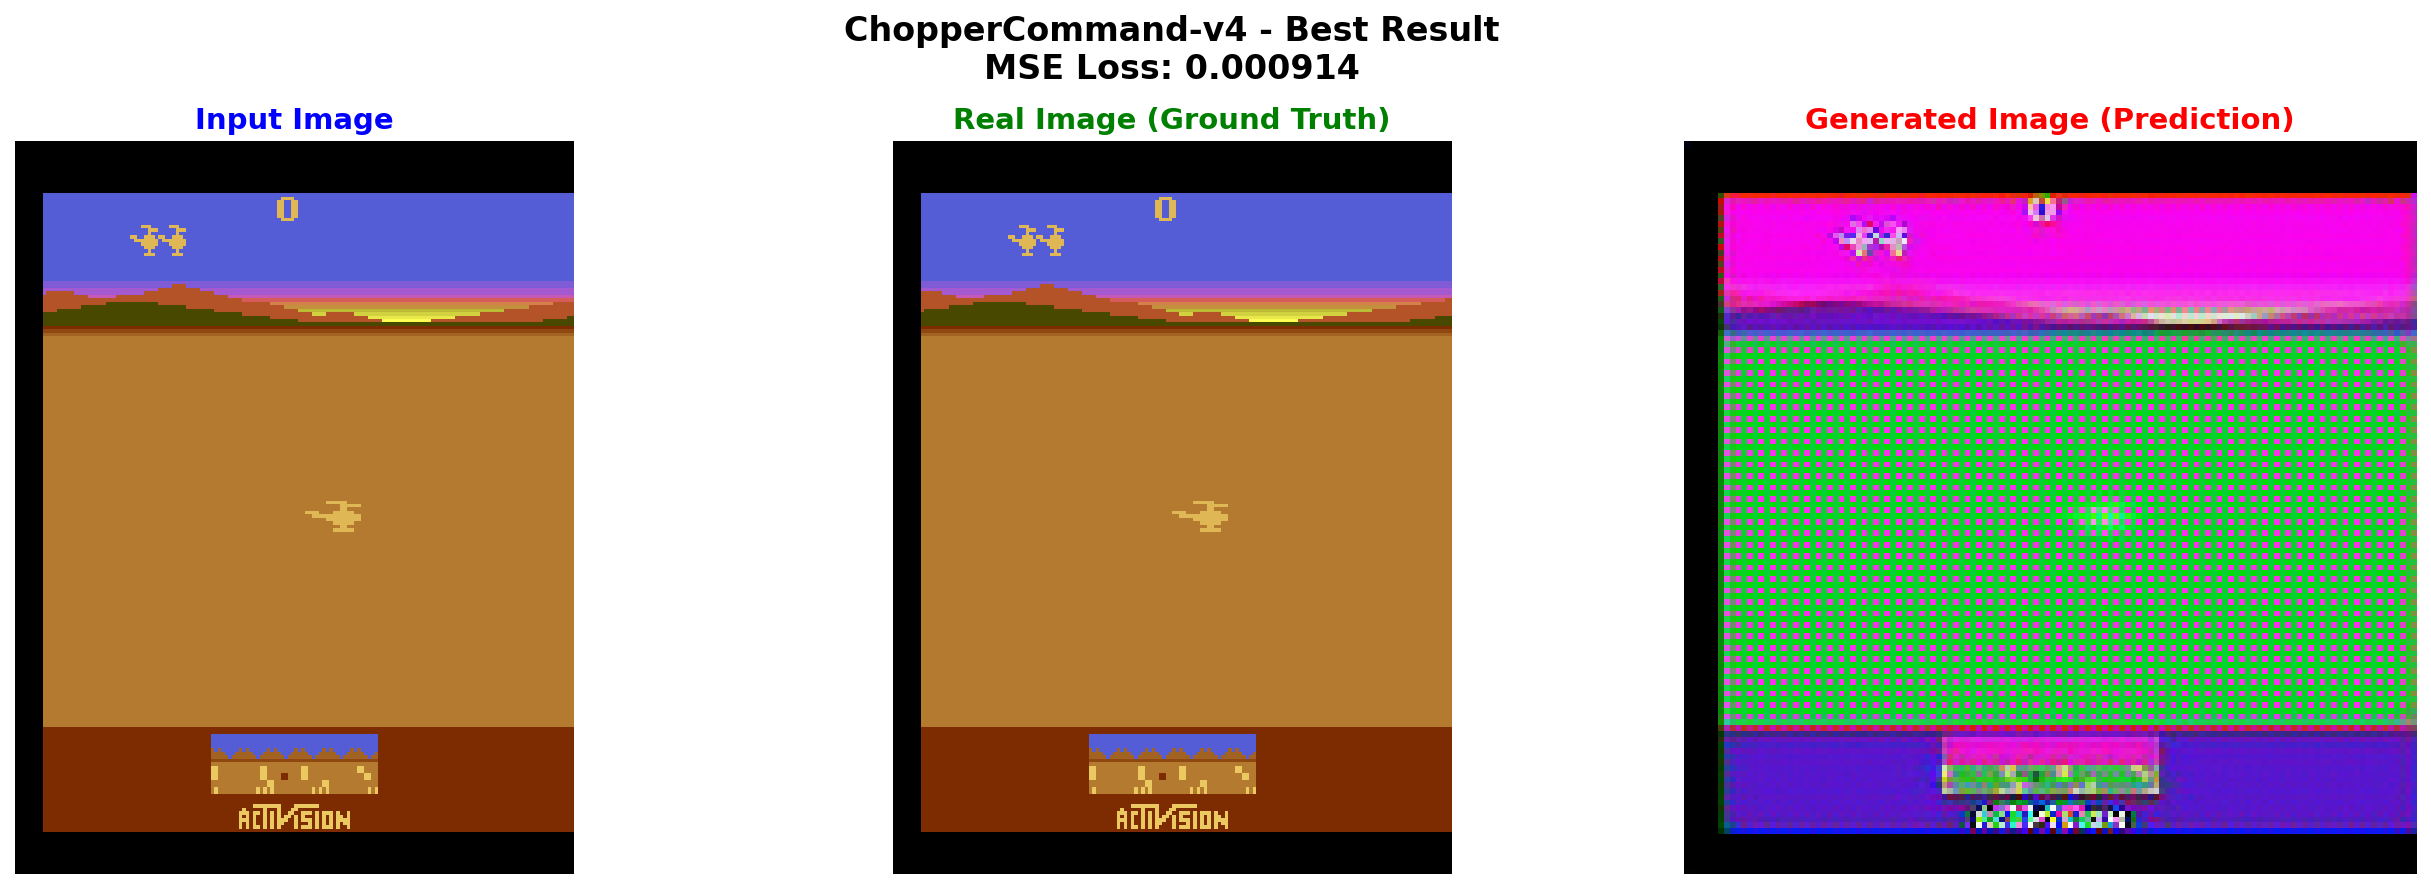 ChopperCommand-v4 - Best Result
MSE Loss: 0.000914
Input Image
Real Image (Ground Truth)
Generated Image (Prediction)
0
0
ACTIVISION
ACTIVISION